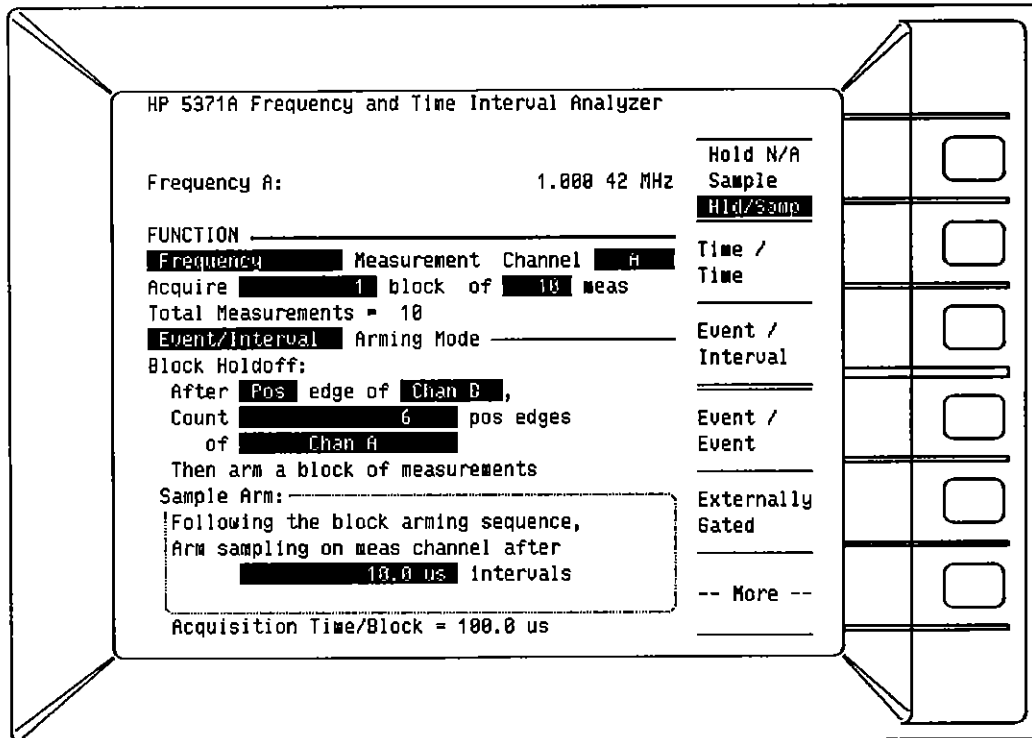 HP 5371A Frequency and Time Interval Analyzer
Frequency A: 1.000 42 MHz
FUNCTION
Frequency Measurement Channel A
Acquire 1 block of 10 meas
Total Measurements = 10
Event/Interval Arming Mode
Block Holdoff:
After Pos edge of Chan B ,
Count 6 pos edges
of Chan A
Then arm a block of measurements
Sample Arm:
Following the block arming sequence,
Arm sampling on meas channel after
10.0 us intervals
Acquisition Time/Block = 100.0 us
Hold N/A
Sample
Hld/Samp
Time /
Time
Event /
Interval
Event /
Event
Externally
Gated
-- More --